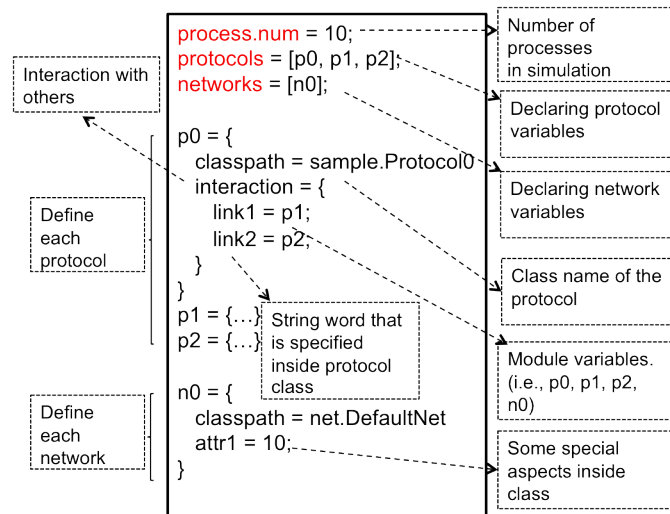 process.num = 10;
protocols = [p0, p1, p2];
networks = [n0];
p0 = {
classpath = sample.Protocol0
interaction = {
link1 = p1;
link2 = p2;
}
}
p1 = {...}
p2 = {...}
n0 = {
classpath = net.DefaultNet
attr1 = 10;
}
Interaction with
others
Define
each
protocol
Define
each
network
String word that
is specified
inside protocol
class
Number of
processes
in simulation
Declaring protocol
variables
Declaring network
variables
Class name of the
protocol
Module variables.
(i.e., p0, p1, p2,
n0)
Some special
aspects inside
class